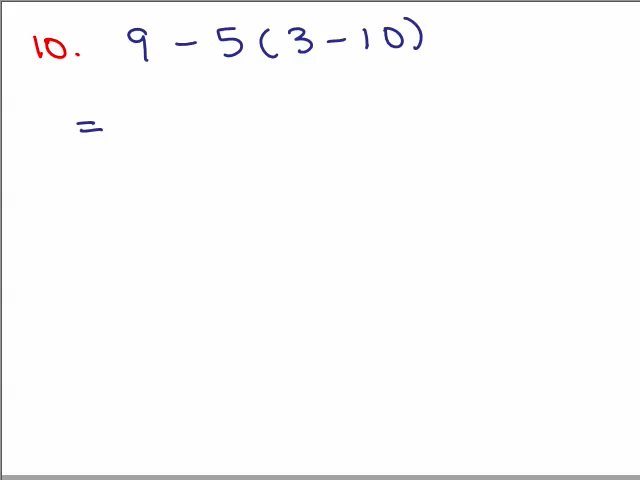 10. 9 - 5(3 - 10)
=